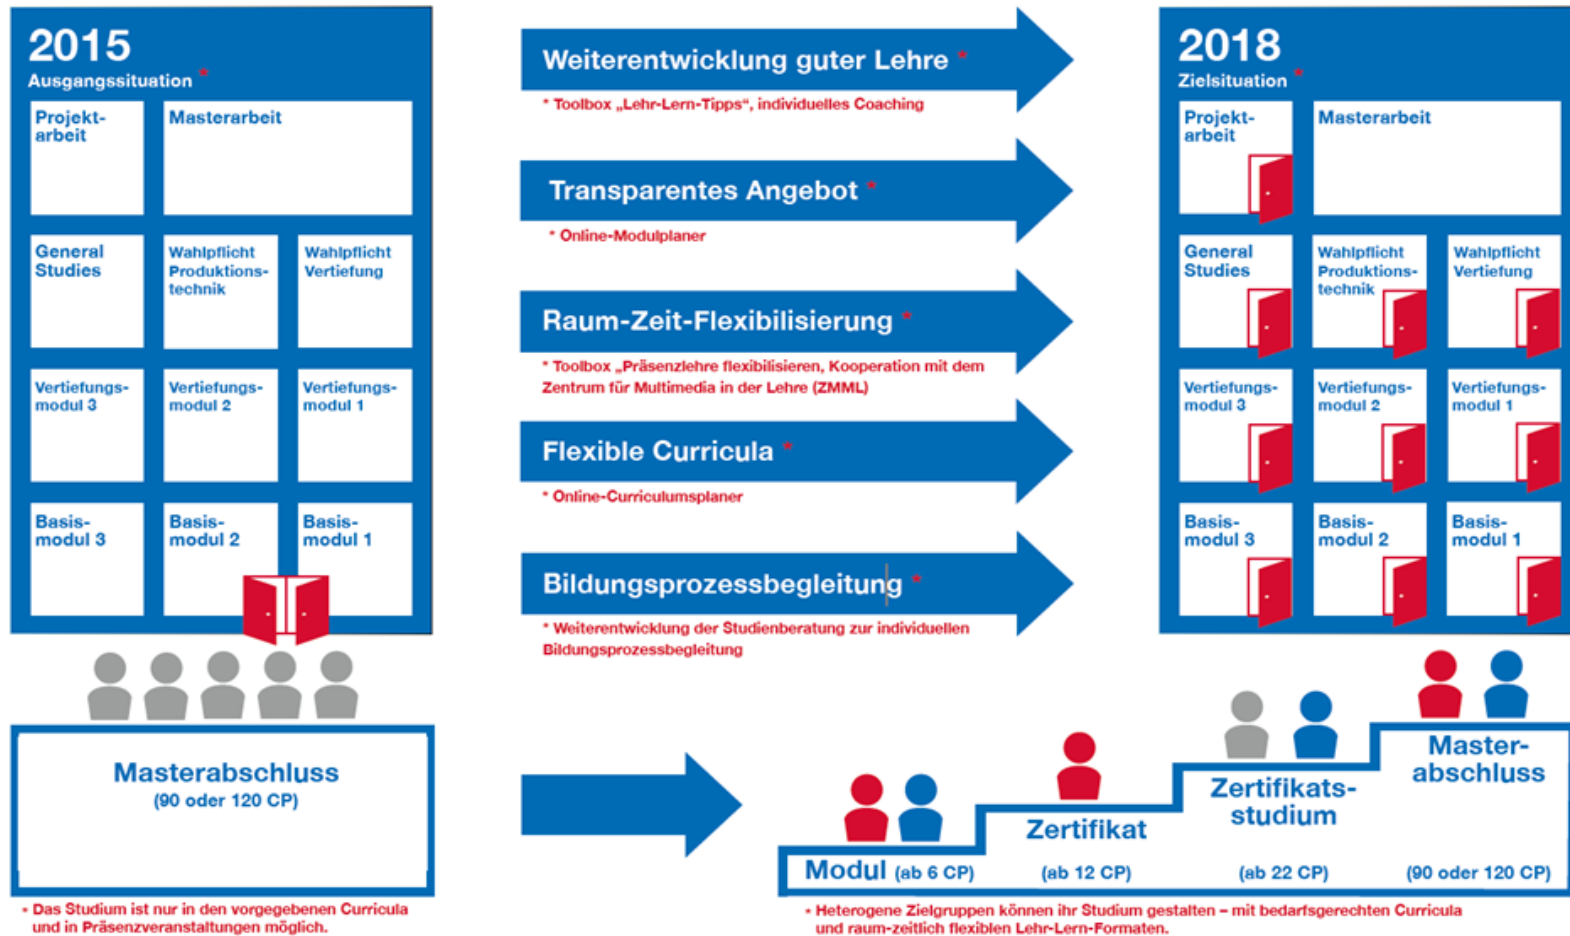 2015
Ausgangssituation *
Projekt-
arbeit
Masterarbeit
General
Studies
Wahlpflicht
Produktions-
technik
Wahlpflicht
Vertiefung
Vertiefungs-
modul 3
Vertiefungs-
modul 2
Vertiefungs-
modul 1
Basis-
modul 3
Basis-
modul 2
Basis-
modul 1
Masterabschluss
(90 oder 120 CP)
* Das Studium ist nur in den vorgegebenen Curricula
und in Präsenzveranstaltungen möglich.
Weiterentwicklung guter Lehre *
* Toolbox „Lehr-Lern-Tipps“, individuelles Coaching
Transparentes Angebot *
* Online-Modulplaner
Raum-Zeit-Flexibilisierung *
* Toolbox „Präsenzlehre flexibilisieren, Kooperation mit dem
Zentrum für Multimedia in der Lehre (ZMML)
Flexible Curricula *
* Online-Curriculumsplaner
Bildungsprozessbegleitung *
* Weiterentwicklung der Studienberatung zur individuellen
Bildungsprozessbegleitung
2018
Zielsituation *
Projekt-
arbeit
Masterarbeit
General
Studies
Wahlpflicht
Produktions-
technik
Wahlpflicht
Vertiefung
Vertiefungs-
modul 3
Vertiefungs-
modul 2
Vertiefungs-
modul 1
Basis-
modul 3
Basis-
modul 2
Basis-
modul 1
Modul (ab 6 CP)
Zertifikat
(ab 12 CP)
Zertifikats-
studium
(ab 22 CP)
Master-
abschluss
(90 oder 120 CP)
* Heterogene Zielgruppen können ihr Studium gestalten – mit bedarfsgerechten Curricula
und raum-zeitlich flexiblen Lehr-Lern-Formaten.